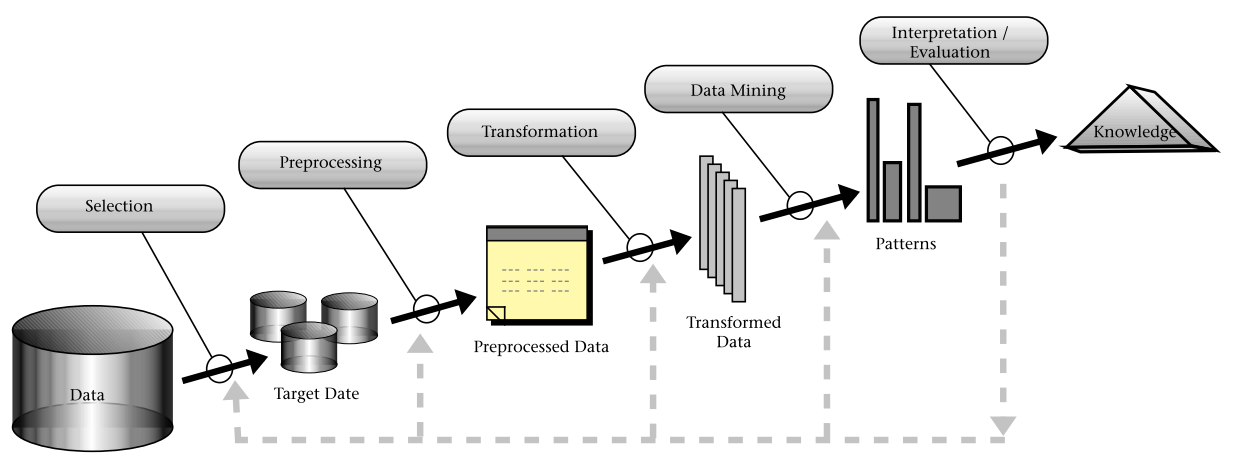 Interpretation /
Evaluation
Data Mining
Transformation
Preprocessing
Selection
Knowledge
Patterns
Transformed
Data
Preprocessed Data
Target Date
Data